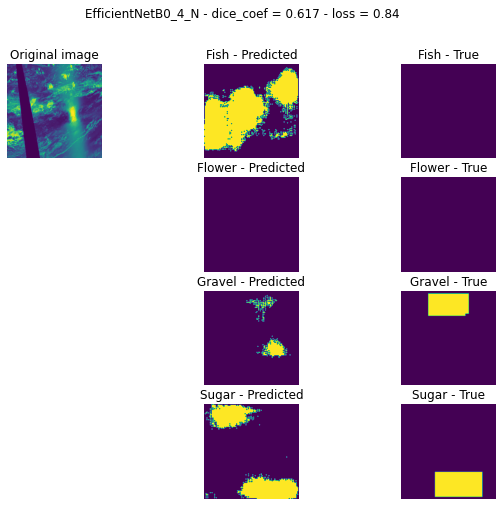 EfficientNetB0_4_N - dice_coef = 0.617 - loss = 0.84
Original image
Fish - Predicted
Fish - True
Flower - Predicted
Flower - True
Gravel - Predicted
Gravel - True
Sugar - Predicted
Sugar - True